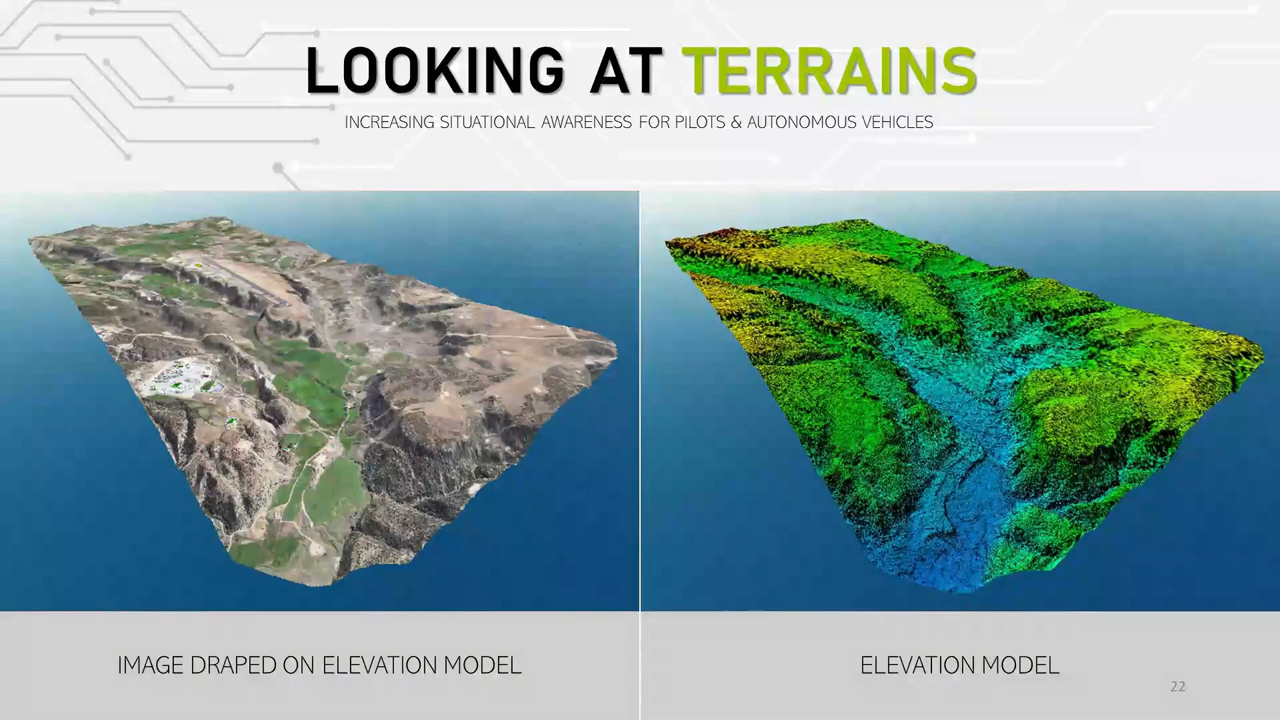 LOOKING AT TERRAINS
INCREASING SITUATIONAL AWARENESS FOR PILOTS & AUTONOMOUS VEHICLES
IMAGE DRAPED ON ELEVATION MODEL
ELEVATION MODEL
22